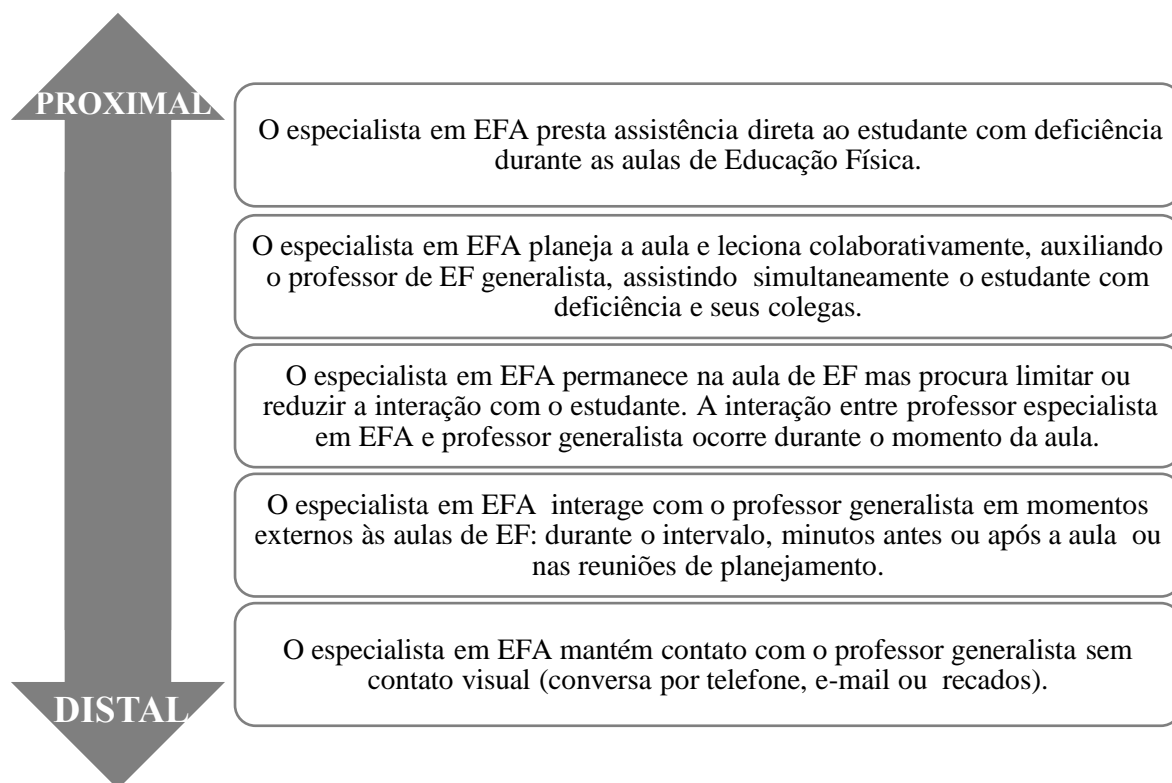 PROXIMAL
O especialista em EFA presta assistência direta ao estudante com deficiência
durante as aulas de Educação Física.
O especialista em EFA planeja a aula e leciona colaborativamente, auxiliando
o professor de EF generalista, assistindo simultaneamente o estudante com
deficiência e seus colegas.
O especialista em EFA permanece na aula de EF mas procura limitar ou
reduzir a interação com o estudante. A interação entre professor especialista
em EFA e professor generalista ocorre durante o momento da aula.
O especialista em EFA interage com o professor generalista em momentos
externos às aulas de EF: durante o intervalo, minutos antes ou após a aula ou
nas reuniões de planejamento.
O especialista em EFA mantém contato com o professor generalista sem
contato visual (conversa por telefone, e-mail ou recados).
DISTAL